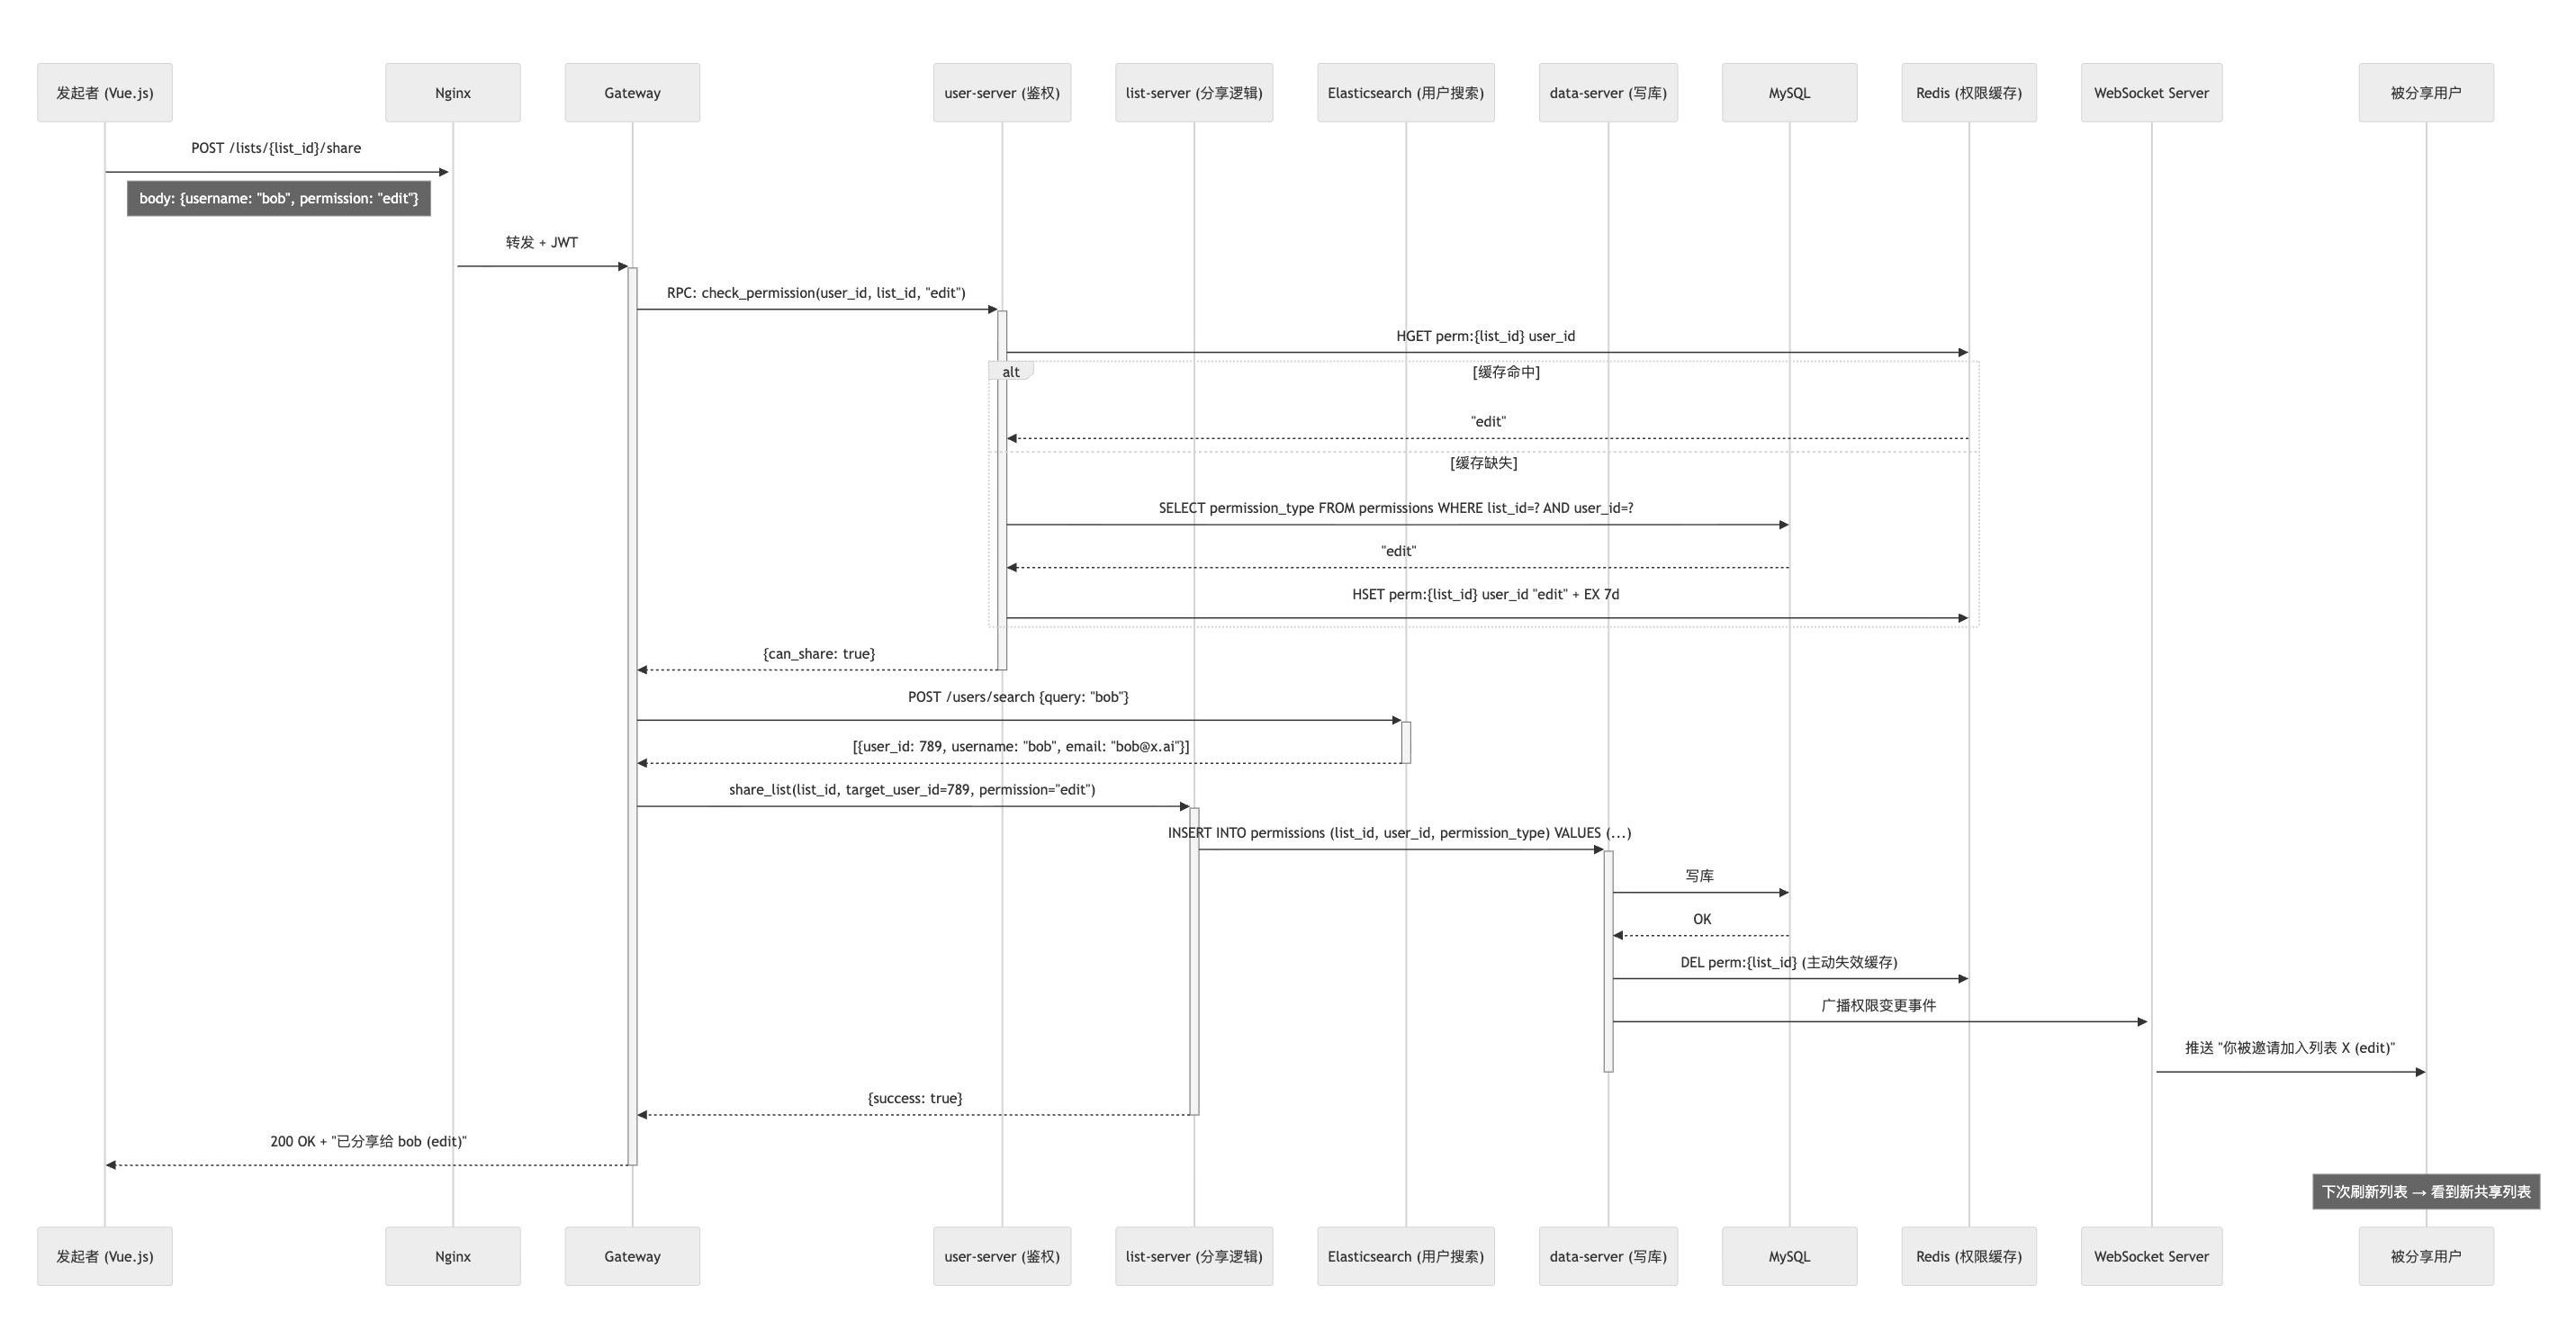 发起者 (Vue.js)
Nginx
Gateway
user-server (鉴权)
list-server (分享逻辑)
Elasticsearch (用户搜索)
data-server (写库)
MySQL
Redis (权限缓存)
WebSocket Server
被分享用户
POST /lists/{list_id}/share
body: {username: "bob", permission: "edit"}
转发 + JWT
RPC: check_permission(user_id, list_id, "edit")
HGET perm:{list_id} user_id
alt
[缓存命中]
"edit"
[缓存缺失]
SELECT permission_type FROM permissions WHERE list_id=? AND user_id=?
"edit"
HSET perm:{list_id} user_id "edit" + EX 7d
{can_share: true}
POST /users/search {query: "bob"}
[{user_id: 789, username: "bob", email: "bob@x.ai"}]
share_list(list_id, target_user_id=789, permission="edit")
INSERT INTO permissions (list_id, user_id, permission_type) VALUES (...)
写库
OK
DEL perm:{list_id} (主动失效缓存)
广播权限变更事件
推送 "你被邀请加入列表 X (edit)"
{success: true}
200 OK + "已分享给 bob (edit)"
下次刷新列表 → 看到新共享列表
发起者 (Vue.js)
Nginx
Gateway
user-server (鉴权)
list-server (分享逻辑)
Elasticsearch (用户搜索)
data-server (写库)
MySQL
Redis (权限缓存)
WebSocket Server
被分享用户